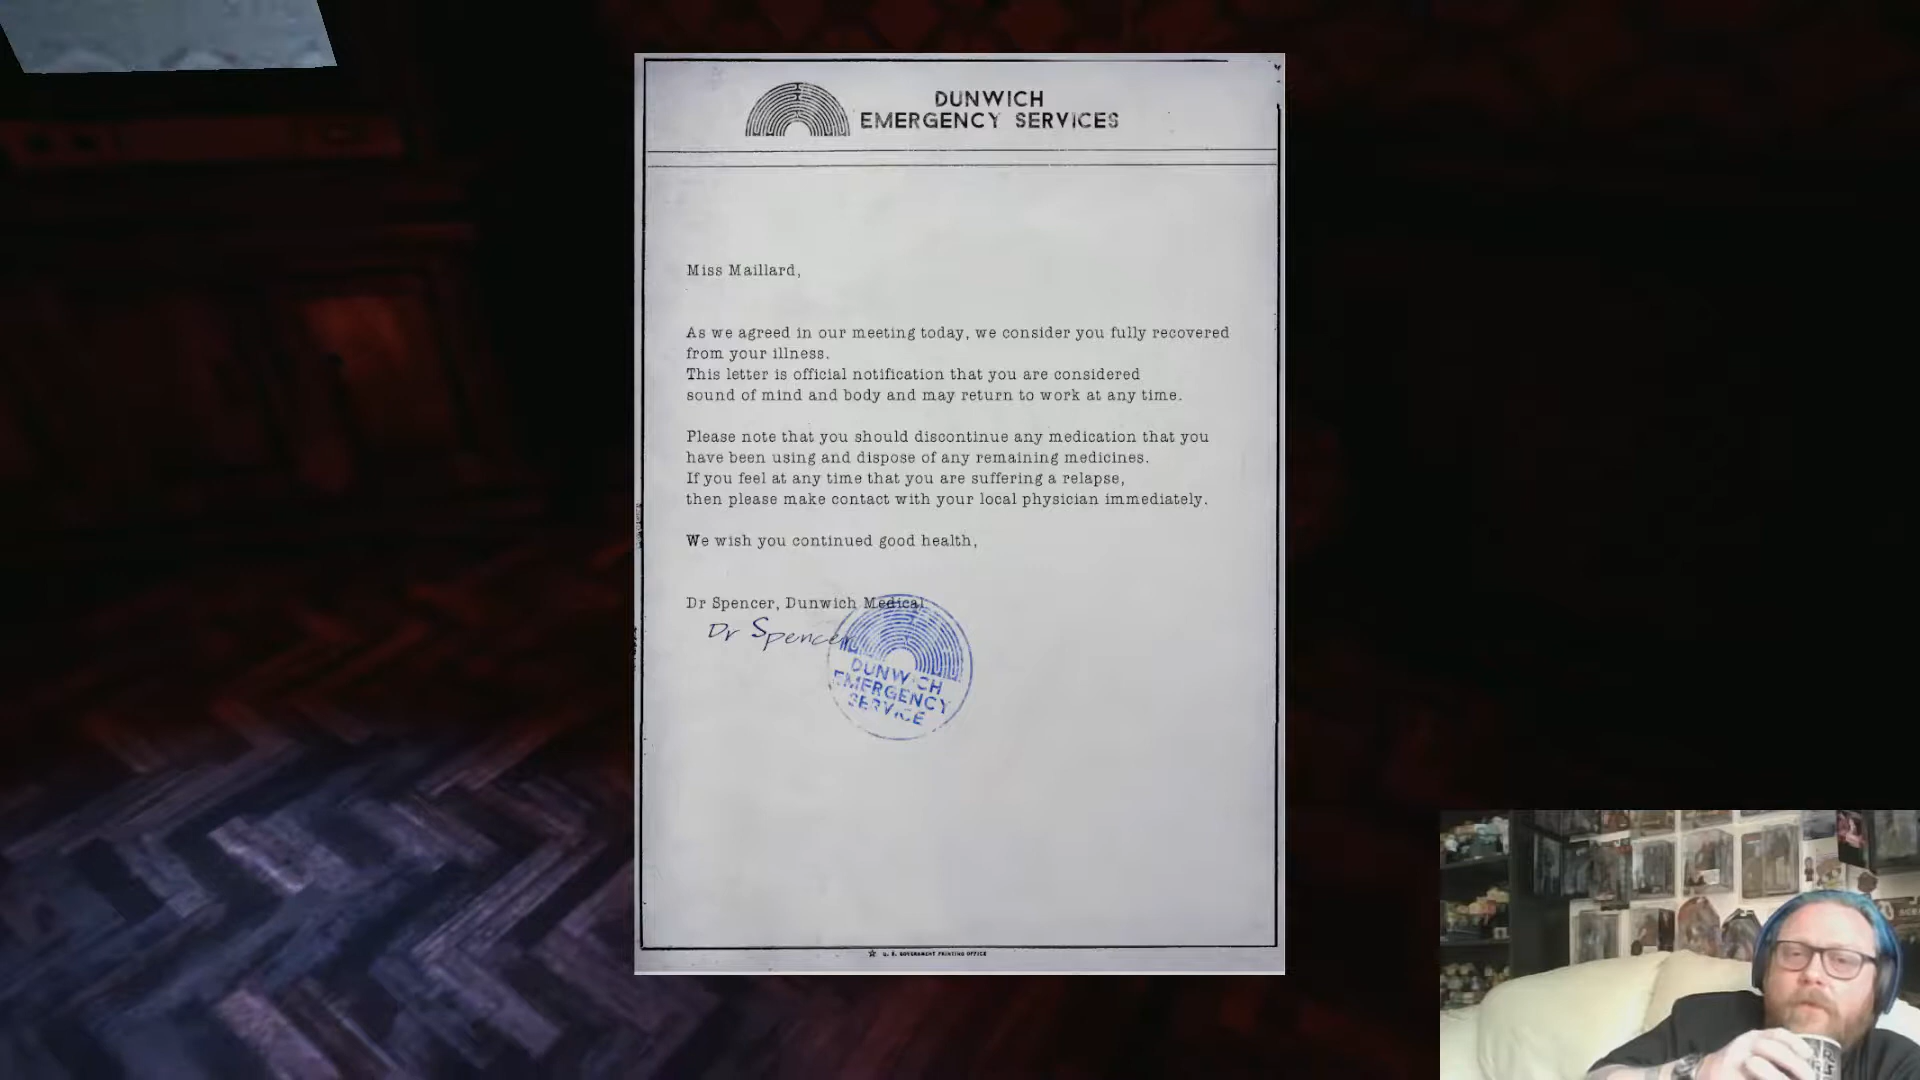 DUNWICH
EMERGENCY SERVICES
Miss Maillard,
As we agreed in our meeting today, we consider you fully recovered
from your illness.
This letter is official notification that you are considered
sound of mind and body and may return to work at any time.
Please note that you should discontinue any medication that you
have been using and dispose of any remaining medicines.
If you feel at any time that you are suffering a relapse,
then please make contact with your local physician immediately.
We wish you continued good health,
Dr Spencer, Dunwich Medical
Dr Spencer
DUNWICH
EMERGENCY
SERVICE
U. S. GOVERNMENT PRINTING OFFICE